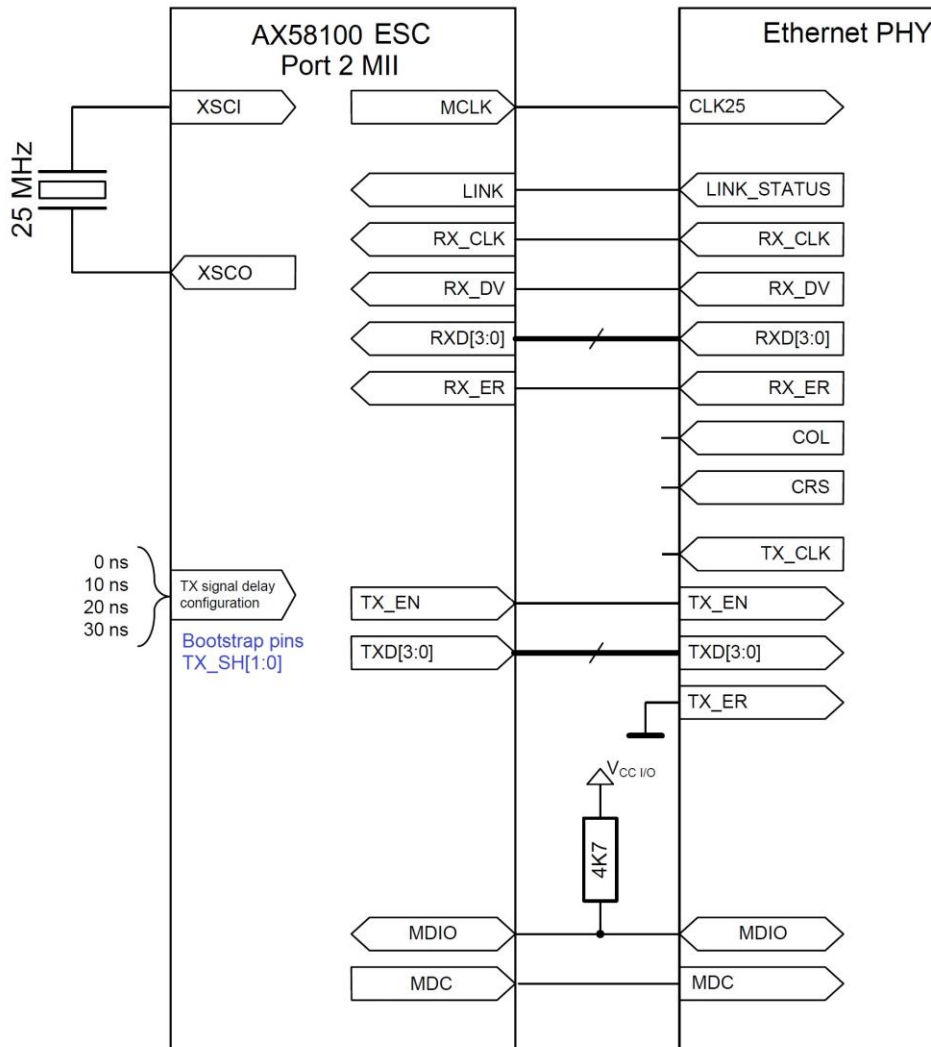 AX58100 ESC
Port 2 MII
Ethernet PHY
XSCI
MCLK
CLK25
25 MHz
LINK
LINK_STATUS
RX_CLK
RX_CLK
XSCO
RX_DV
RX_DV
RXD[3:0]
RXD[3:0]
RX_ER
RX_ER
COL
CRS
TX_CLK
0 ns
10 ns
20 ns
30 ns
TX signal delay
configuration
Bootstrap pins
TX_SH[1:0]
TX_EN
TX_EN
TXD[3:0]
TXD[3:0]
TX_ER
VCC I/O
4K7
MDIO
MDIO
MDC
MDC